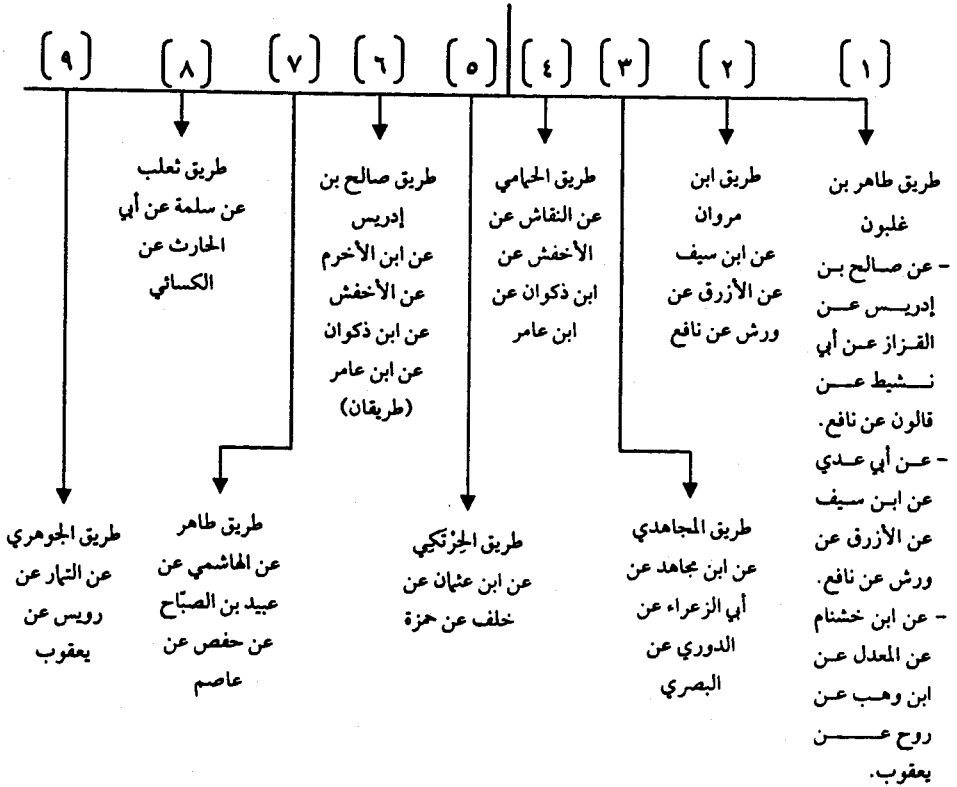 [١]
[٢]
[٣]
[٤]
[٥]
[٦]
[٧]
[٨]
[٩]
طريق طاهر بن
غلبون
- عن صالح بن
إدريس عن
القزاز عن أبي
نشيط عن
قالون عن نافع.
- عن أبي عدي
عن ابن سيف
عن الأزرق عن
ورش عن نافع.
- عن ابن خشنام
عن المعدل عن
ابن وهب عن
روح عن
يعقوب.
طريق ابن
مروان
عن ابن سيف
عن الأزرق عن
ورش عن نافع
طريق المجاهدي
عن ابن مجاهد عن
أبي الزعراء عن
الدوري عن
البصري
طريق الحمامي
عن النقاش عن
الأخفش عن
ابن ذكوان عن
ابن عامر
طريق الحِرْتَكِي
عن ابن عثمان عن
خلف عن حمزة
طريق صالح بن
إدريس
عن ابن الأخرم
عن الأخفش
عن ابن ذكوان
عن ابن عامر
(طريقان)
طريق طاهر
عن الهاشمي عن
عبيد بن الصبّاح
عن حفص عن
عاصم
طريق ثعلب
عن سلمة عن أبي
الحارث عن
الكسائي
طريق الجوهري
عن التمار عن
رويس عن
يعقوب